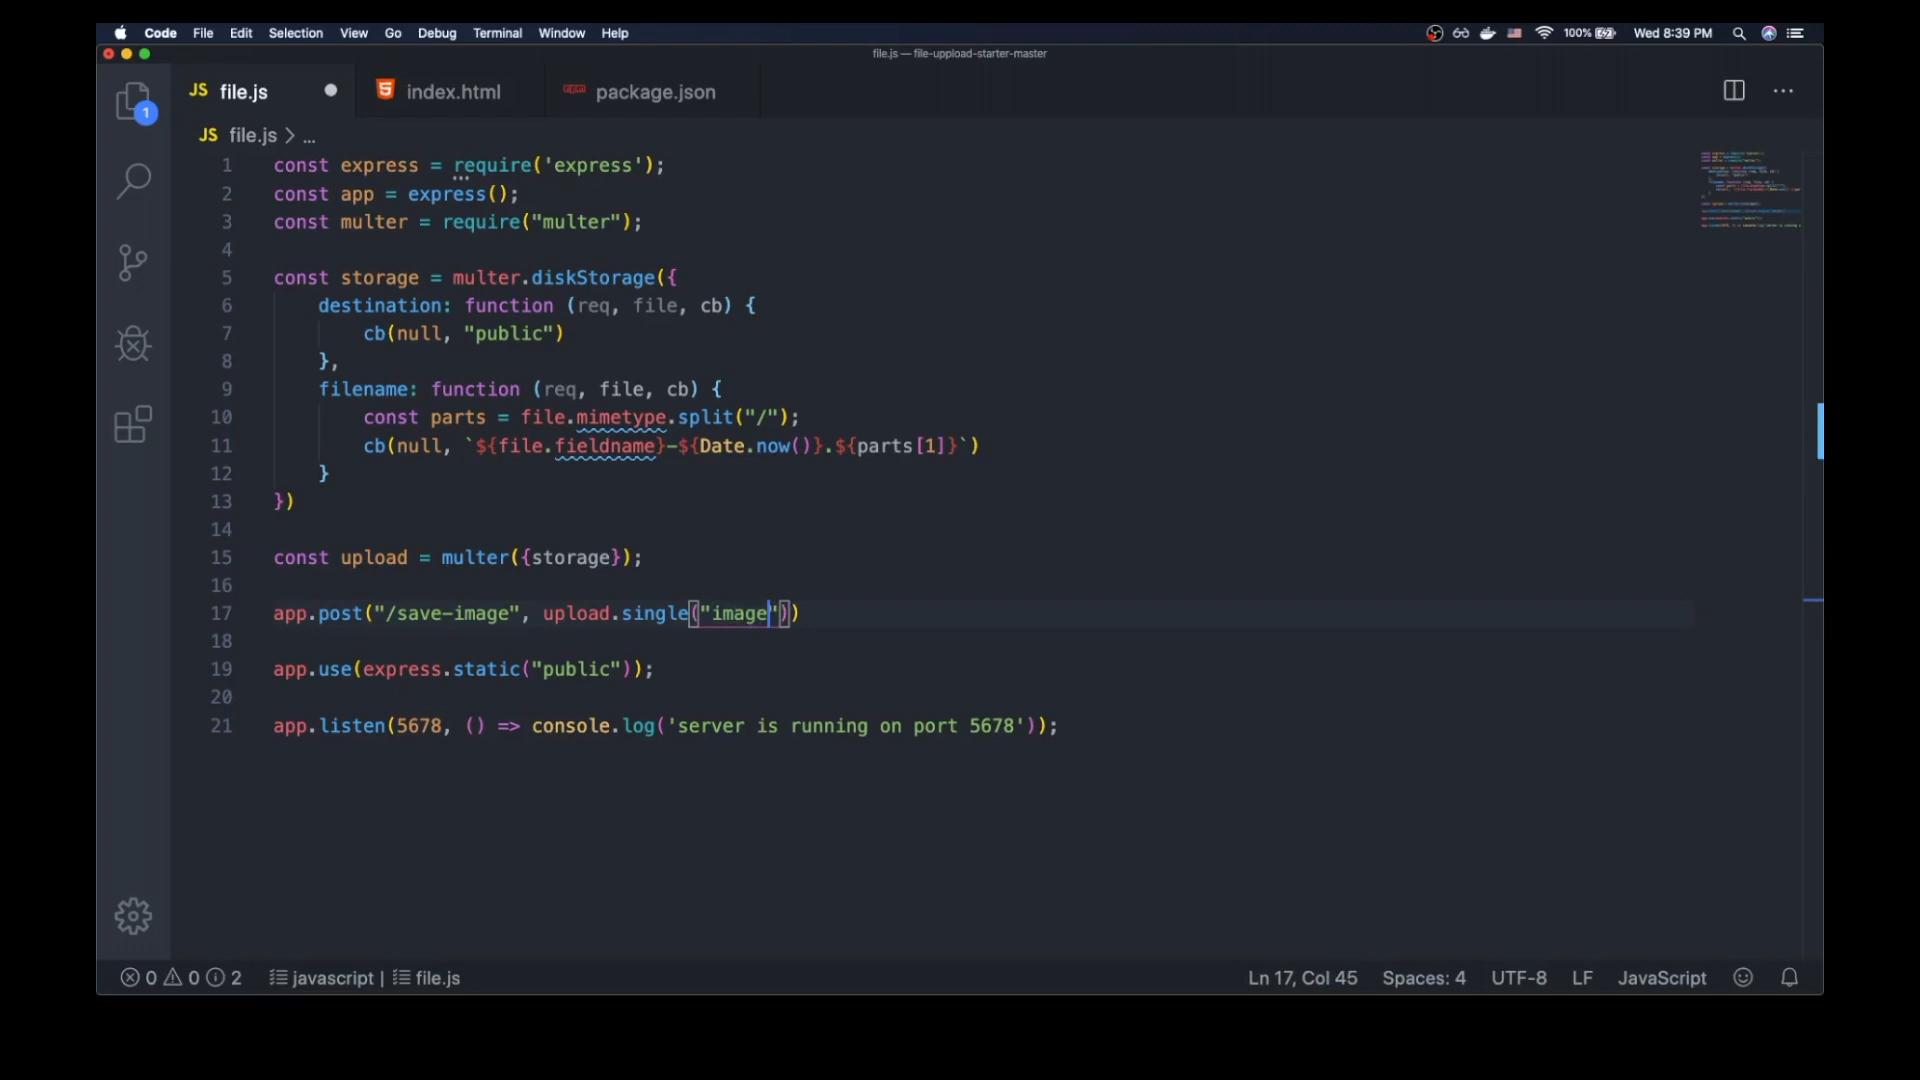 Code File Edit Selection View Go Debug Terminal Window Help 100% Wed 8:39 PM
file.js — file-uppload-starter-master
1
JS file.js index.html package.json
JS file.js > ...
1 const express = require('express');
2 const app = express();
3 const multer = require("multer");
4
5 const storage = multer.diskStorage({
6 destination: function (req, file, cb) {
7 cb(null, "public")
8 },
9 filename: function (req, file, cb) {
10 const parts = file.mimetype.split("/");
11 cb(null, `${file.fieldname}-${Date.now()}.${parts[1]}`)
12 }
13 })
14
15 const upload = multer({storage});
16
17 app.post("/save-image", upload.single("image"))
18
19 app.use(express.static("public"));
20
21 app.listen(5678, () => console.log('server is running on port 5678'));
0 0 2 javascript | file.js Ln 17, Col 45 Spaces: 4 UTF-8 LF JavaScript